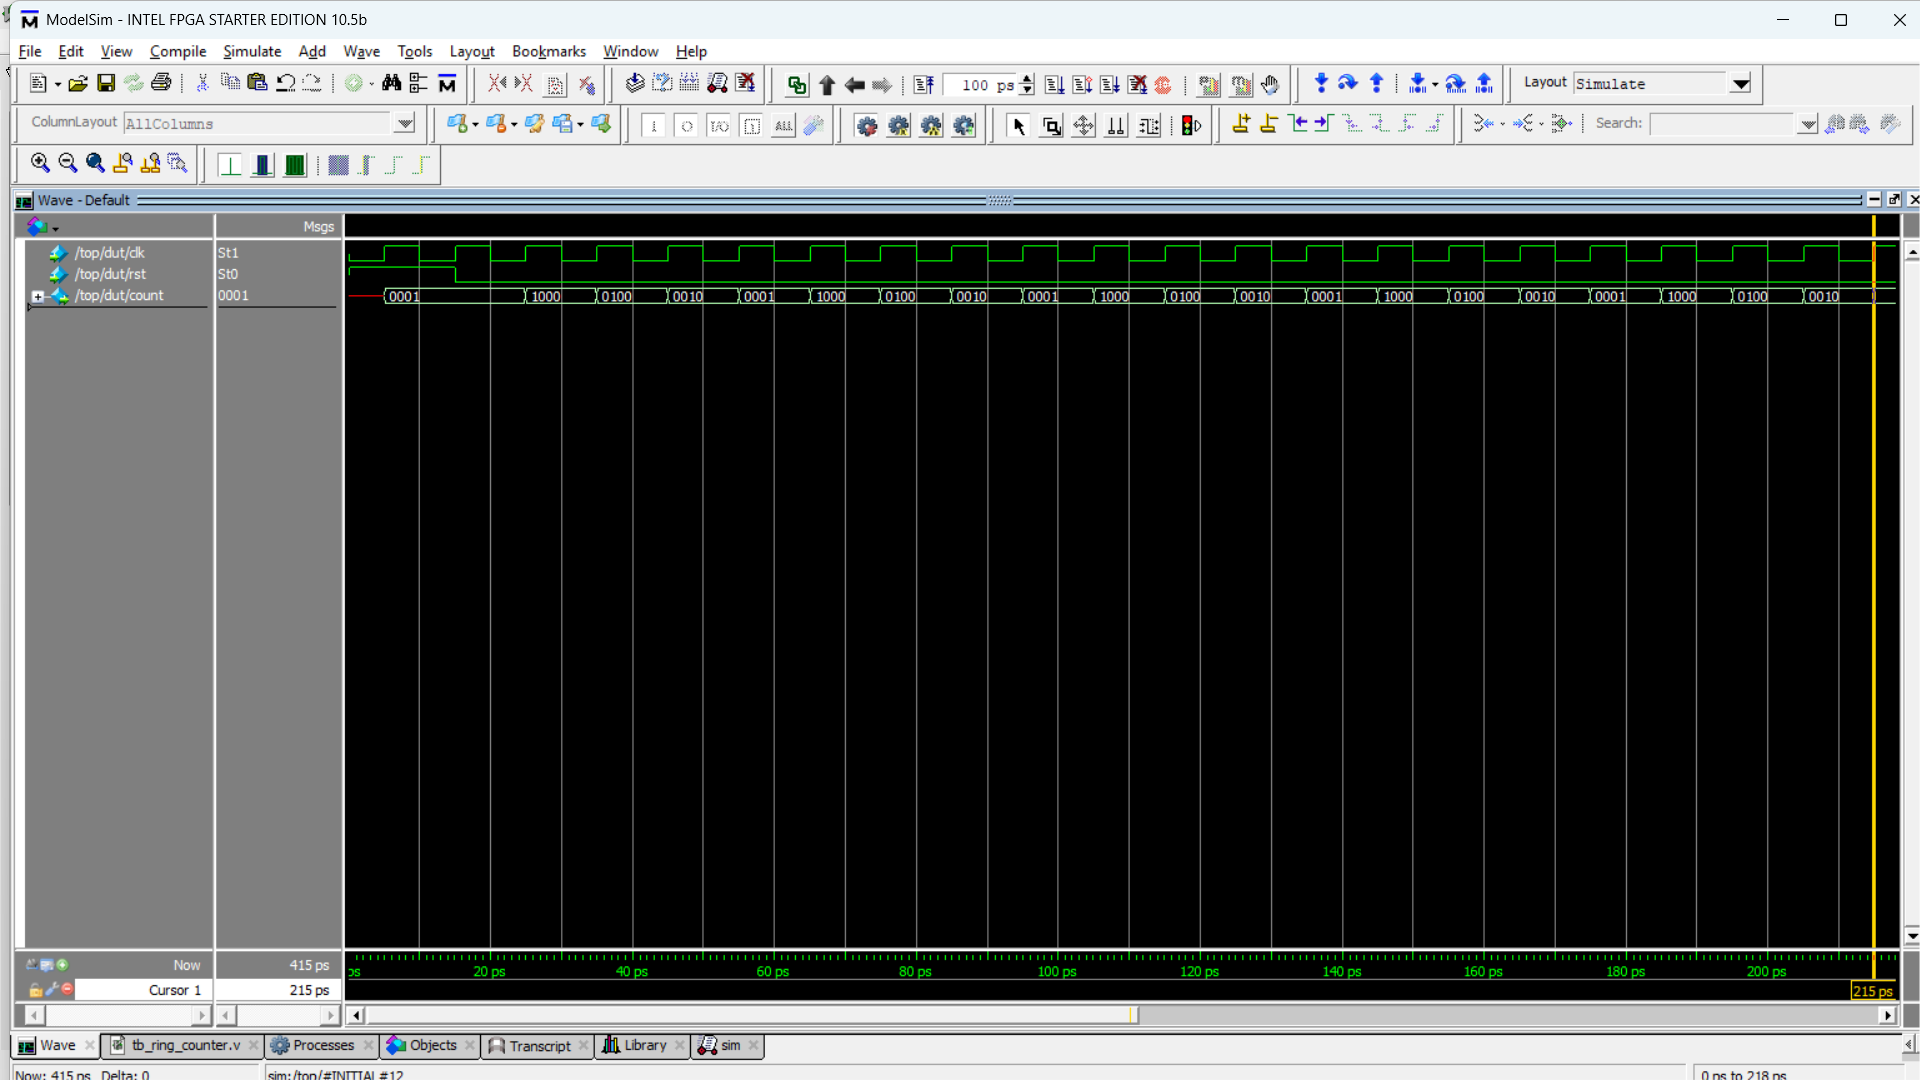 ModelSim - INTEL FPGA STARTER EDITION 10.5b
File Edit View Compile Simulate Add Wave Tools Layout Bookmarks Window Help
100 ps
Layout Simulate
ColumnLayout AllColumns
Search:
Wave - Default
Msgs
/top/dut/clk St1
/top/dut/rst St0
/top/dut/count 0001
0001 1000 0100 0010 0001 1000 0100 0010 0001 1000 0100 0010 0001 1000 0100 0010 0001 1000 0100 0010
Now 415 ps
ps 20 ps 40 ps 60 ps 80 ps 100 ps 120 ps 140 ps 160 ps 180 ps 200 ps
Cursor 1 215 ps
215 ps
Wave tb_ring_counter.v Processes Objects Transcript Library sim
Now: 415 ps Delta: 0 sim:/top/#INITIAL#12 0 ps to 218 ps